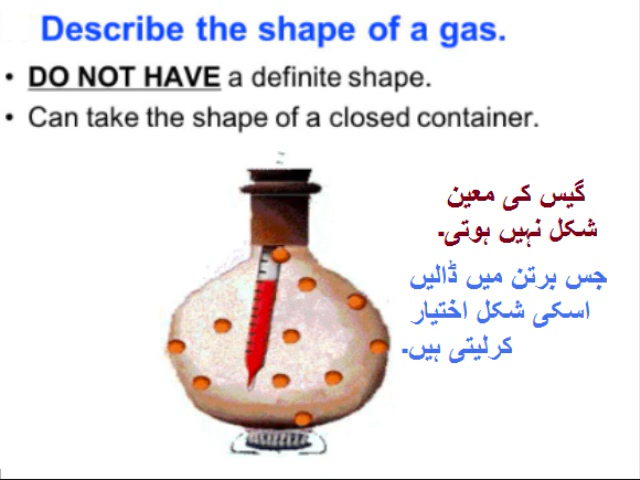 Describe the shape of a gas.
• DO NOT HAVE a definite shape.
• Can take the shape of a closed container.
گیس کی معین
شکل نہیں ہوتی۔
جس برتن میں ڈالیں
اسکی شکل اختیار
کرلیتی ہیں۔